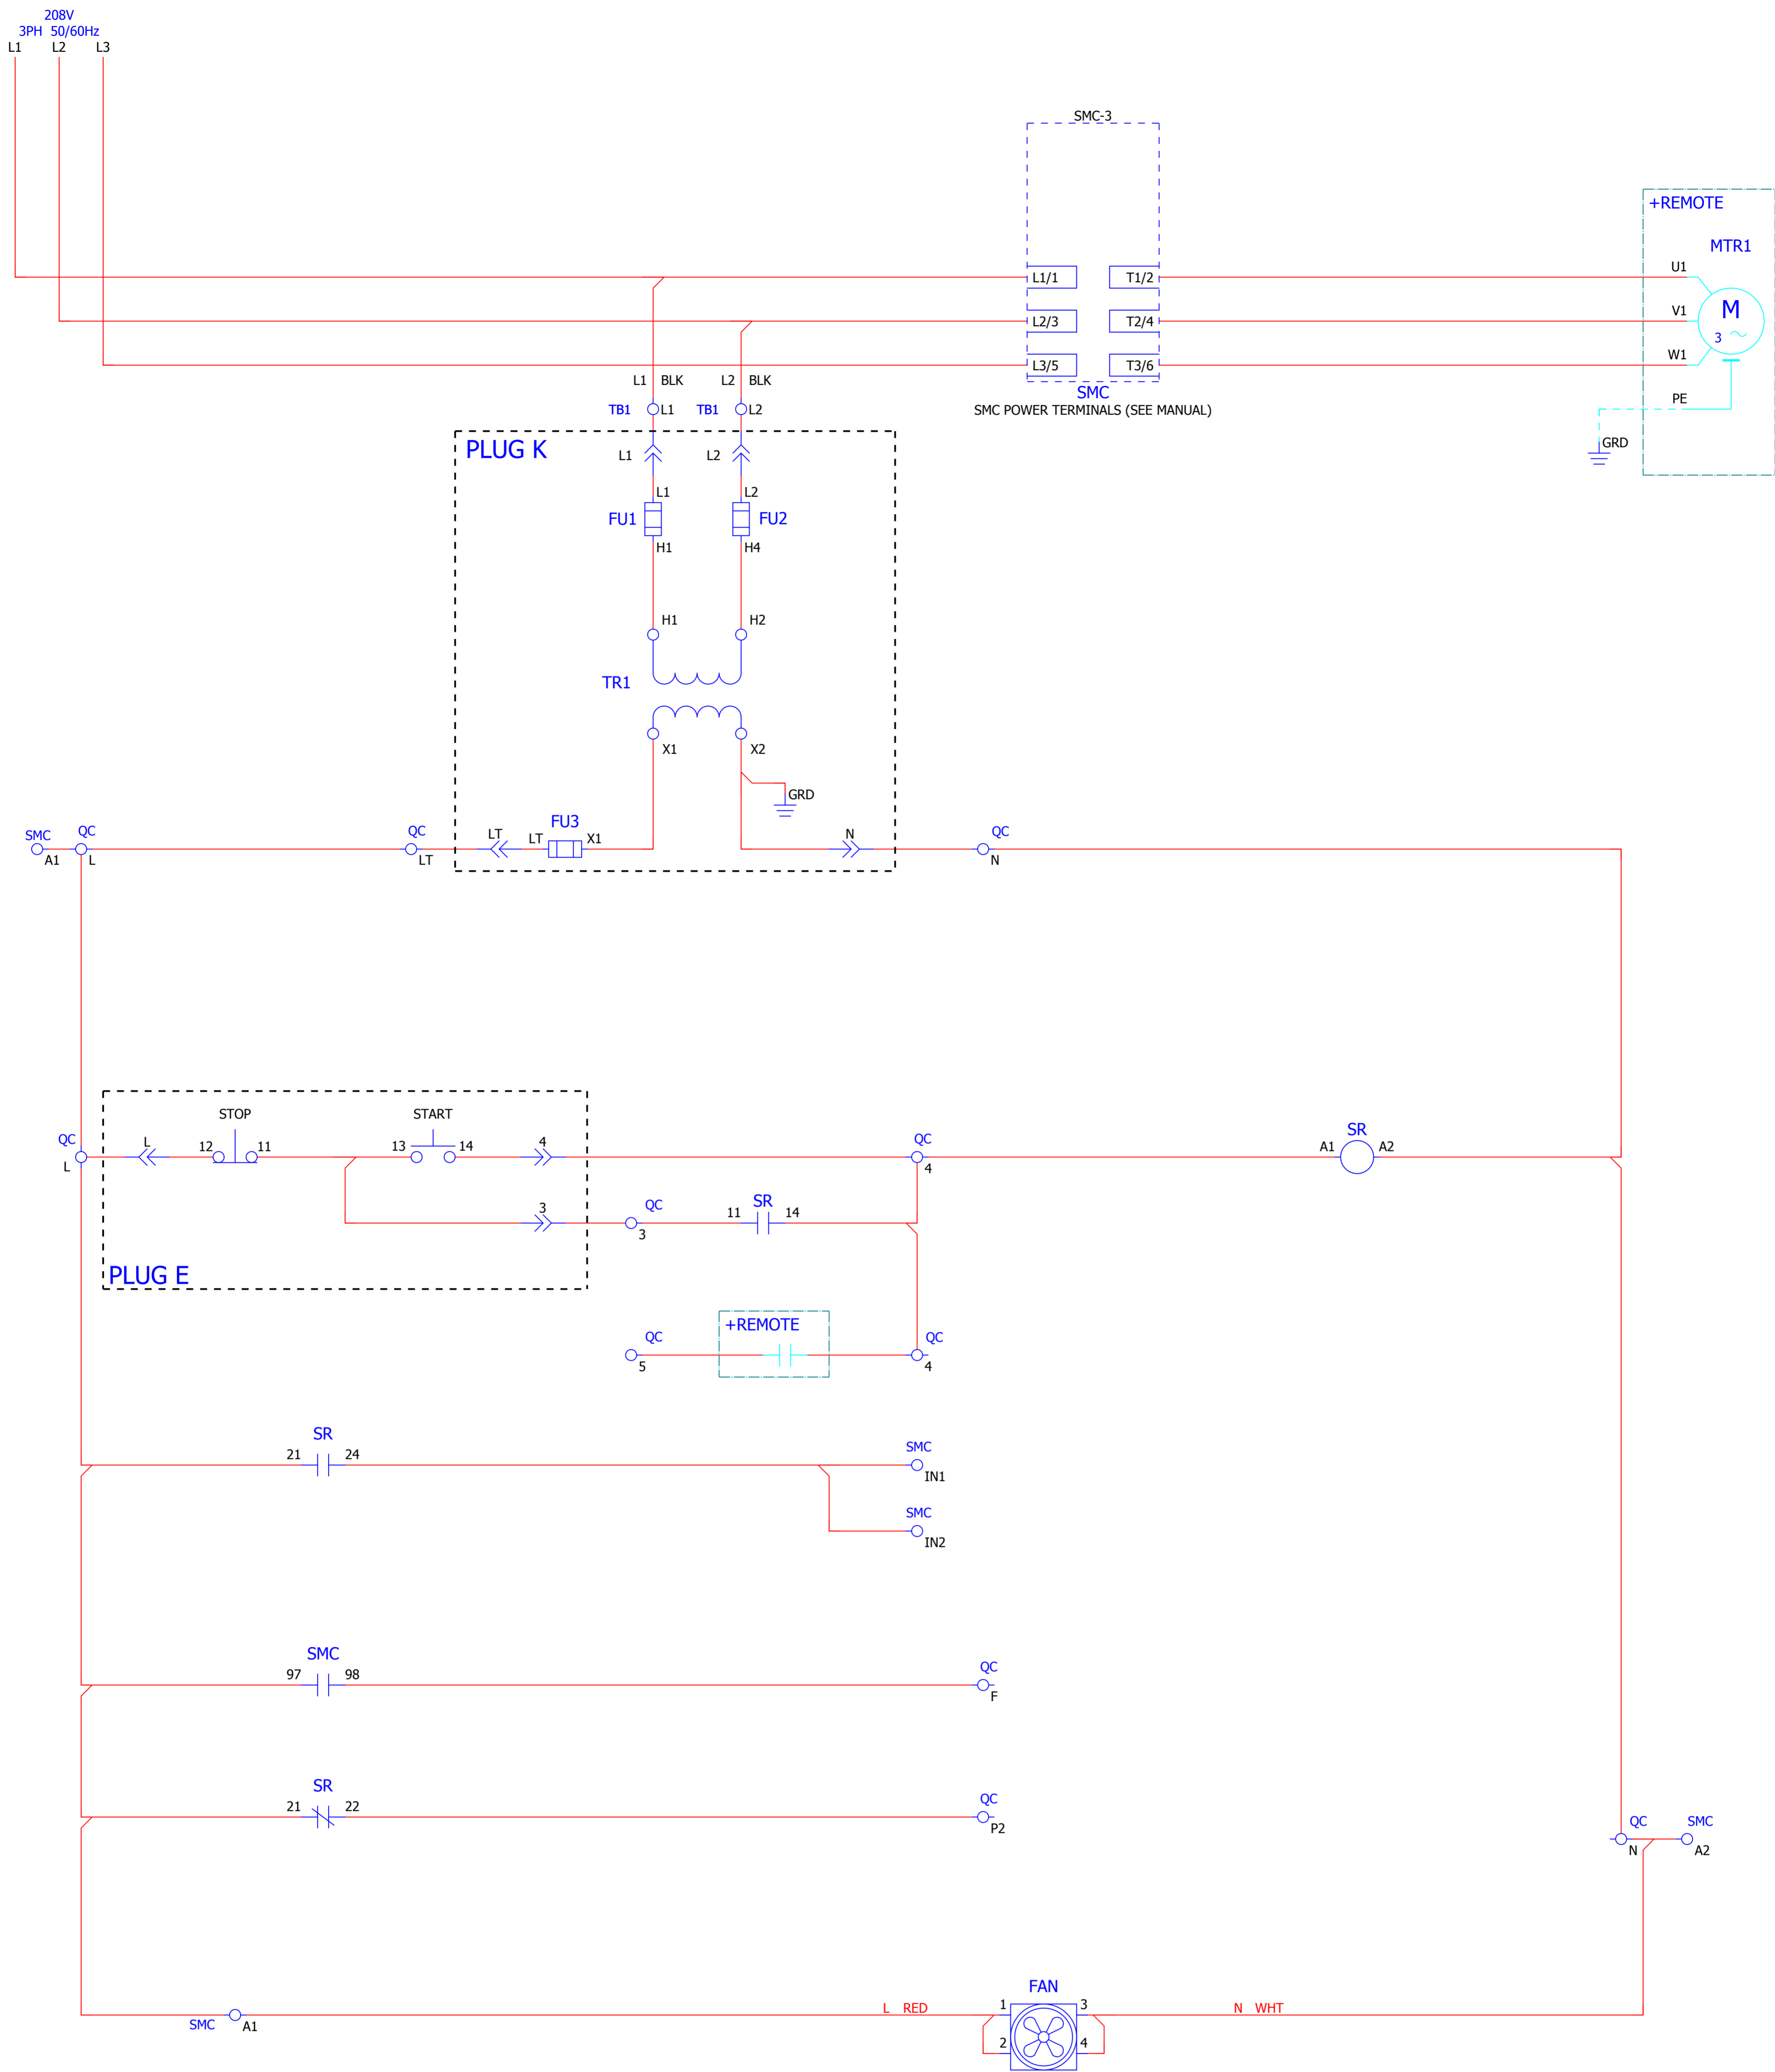 208V
3PH 50/60Hz
L1 L2 L3
SMC-3
+REMOTE
MTR1
L1/1 T1/2 U1
M
3
L2/3 T2/4 V1
L3/5 T3/6 W1
SMC
SMC POWER TERMINALS (SEE MANUAL)
PE
GRD
L1 BLK L2 BLK
TB1 L1 TB1 L2
PLUG K
L1 L2
L1 L2
FU1 FU2
H1 H4
H1 H2
TR1
X1 X2
GRD
SMC QC QC LT FU3 N QC
LT X1
A1 L LT N
STOP START
QC L 12 11 13 14 4 QC SR
A1 A2
L 4
3 QC 11 SR 14
3
PLUG E
+REMOTE
QC QC
5 4
SR SMC
21 24
IN1
SMC
IN2
SMC QC
97 98
F
SR QC
21 22
P2
QC SMC
N A2
FAN
L RED 1 3 N WHT
SMC A1
2 4